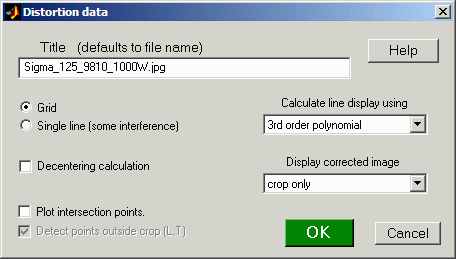 Distortion data
Title (defaults to file name)
Help
Sigma_125_9810_1000W.jpg
Grid
Single line (some interference)
Calculate line display using
3rd order polynomial
Decentering calculation
Display corrected image
crop only
Plot intersection points.
Detect points outside crop (L,T)
OK
Cancel